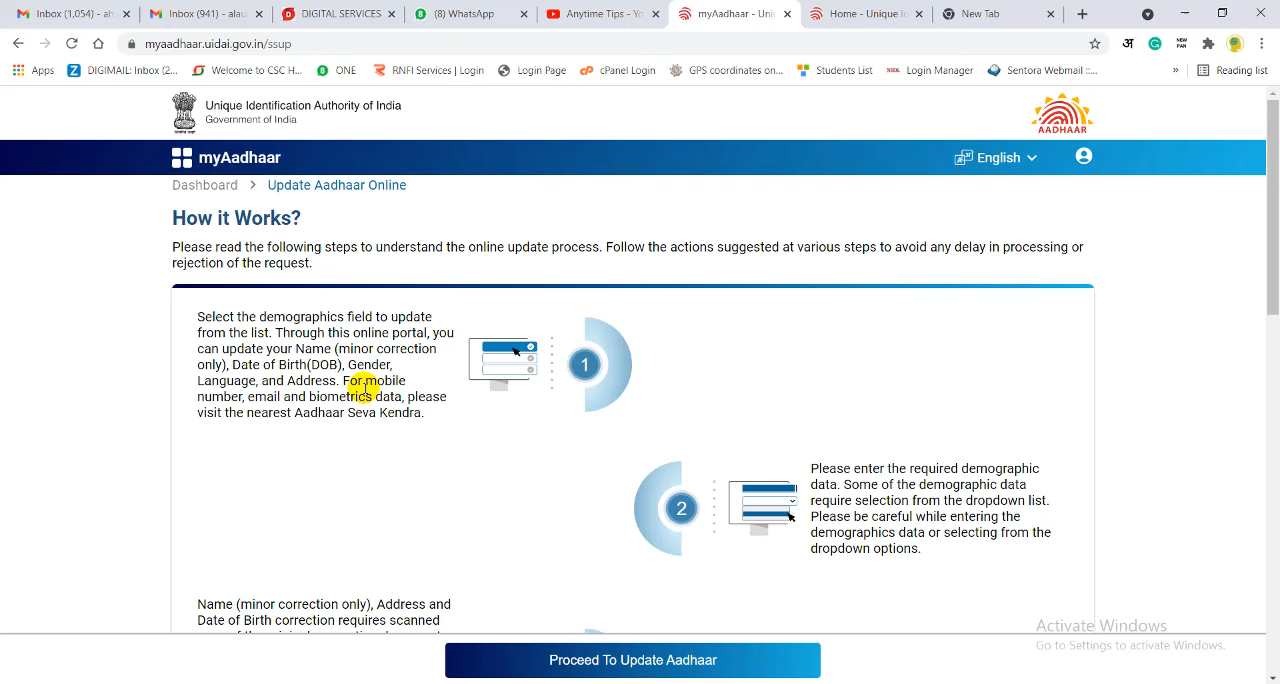 Inbox (1,054) - al
Inbox (941) - alau
DIGITAL SERVICES
(8) WhatsApp
Anytime Tips - Yo
myAadhaar - Uni
Home - Unique I
New Tab
myaadhaar.uidai.gov.in/ssup
अ
NEW PAN
Apps
DIGIMAIL: Inbox (2...
Welcome to CSC H...
ONE
RNFI Services | Login
Login Page
cPanel Login
GPS coordinates on...
Students List
NSDL
Login Manager
Sentora Webmail ::...
»
Reading list
Unique Identification Authority of India
Government of India
AADHAAR
myAadhaar
English
Dashboard > Update Aadhaar Online
How it Works?
Please read the following steps to understand the online update process. Follow the actions suggested at various steps to avoid any delay in processing or
rejection of the request.
Select the demographics field to update
from the list. Through this online portal, you
can update your Name (minor correction
only), Date of Birth(DOB), Gender,
Language, and Address. For mobile
number, email and biometrics data, please
visit the nearest Aadhaar Seva Kendra.
1
2
Please enter the required demographic
data. Some of the demographic data
require selection from the dropdown list.
Please be careful while entering the
demographics data or selecting from the
dropdown options.
Name (minor correction only), Address and
Date of Birth correction requires scanned
Activate Windows
Go to Settings to activate Windows.
Proceed To Update Aadhaar